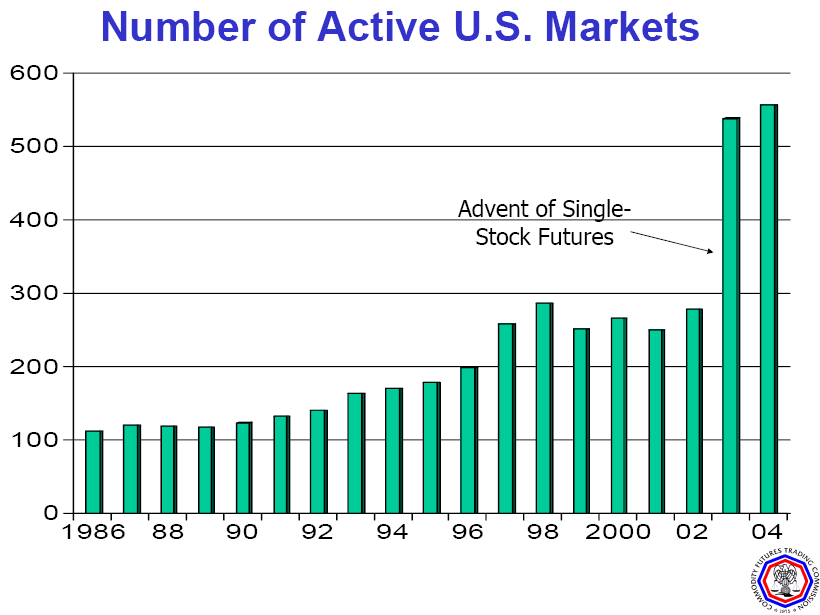 Number of Active U.S. Markets
600
500
400
300
200
100
0
Advent of Single-
Stock Futures
1986 88 90 92 94 96 98 2000 02 04
COMMODITY FUTURES TRADING COMMISSION